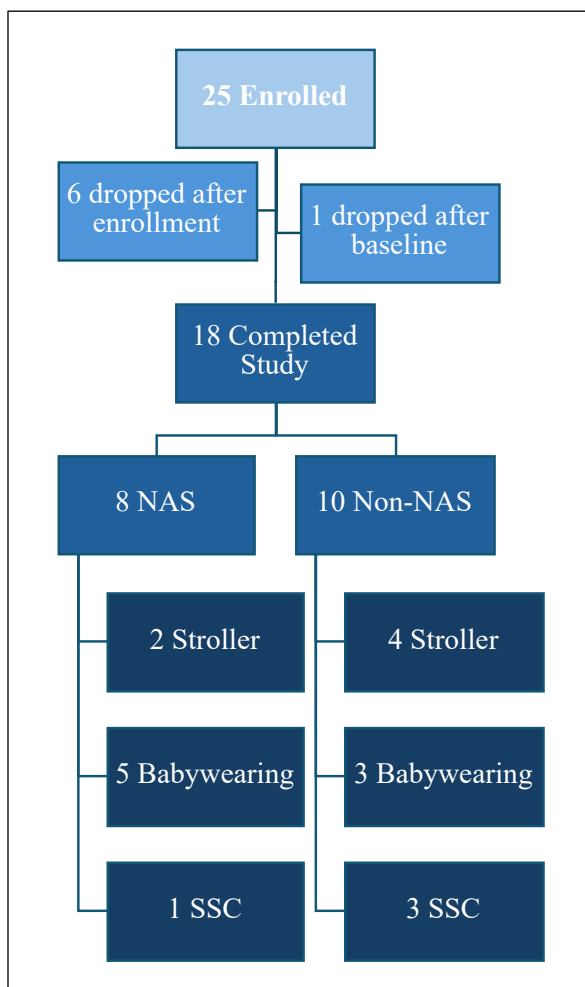 25 Enrolled
6 dropped after
enrollment
1 dropped after
baseline
18 Completed
Study
8 NAS
10 Non-NAS
2 Stroller
4 Stroller
5 Babywearing
3 Babywearing
1 SSC
3 SSC